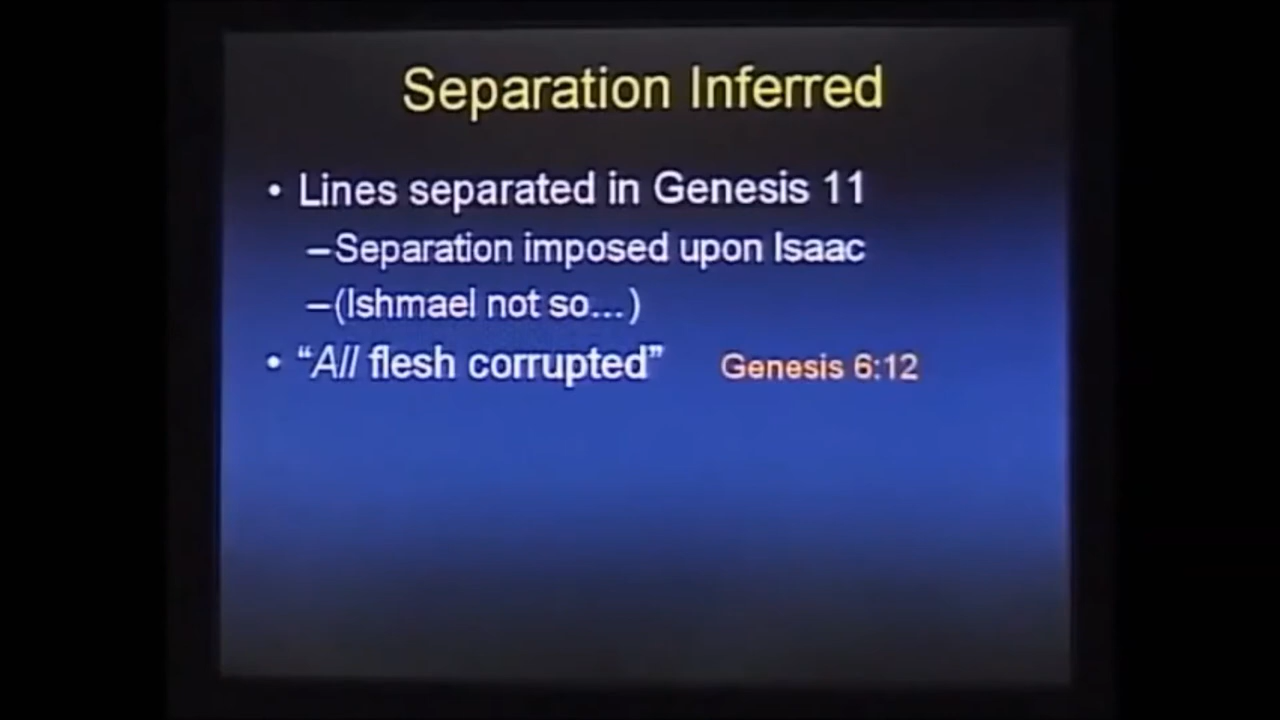 Separation Inferred
• Lines separated in Genesis 11
–Separation imposed upon Isaac
–(Ishmael not so...)
• “All flesh corrupted” Genesis 6:12